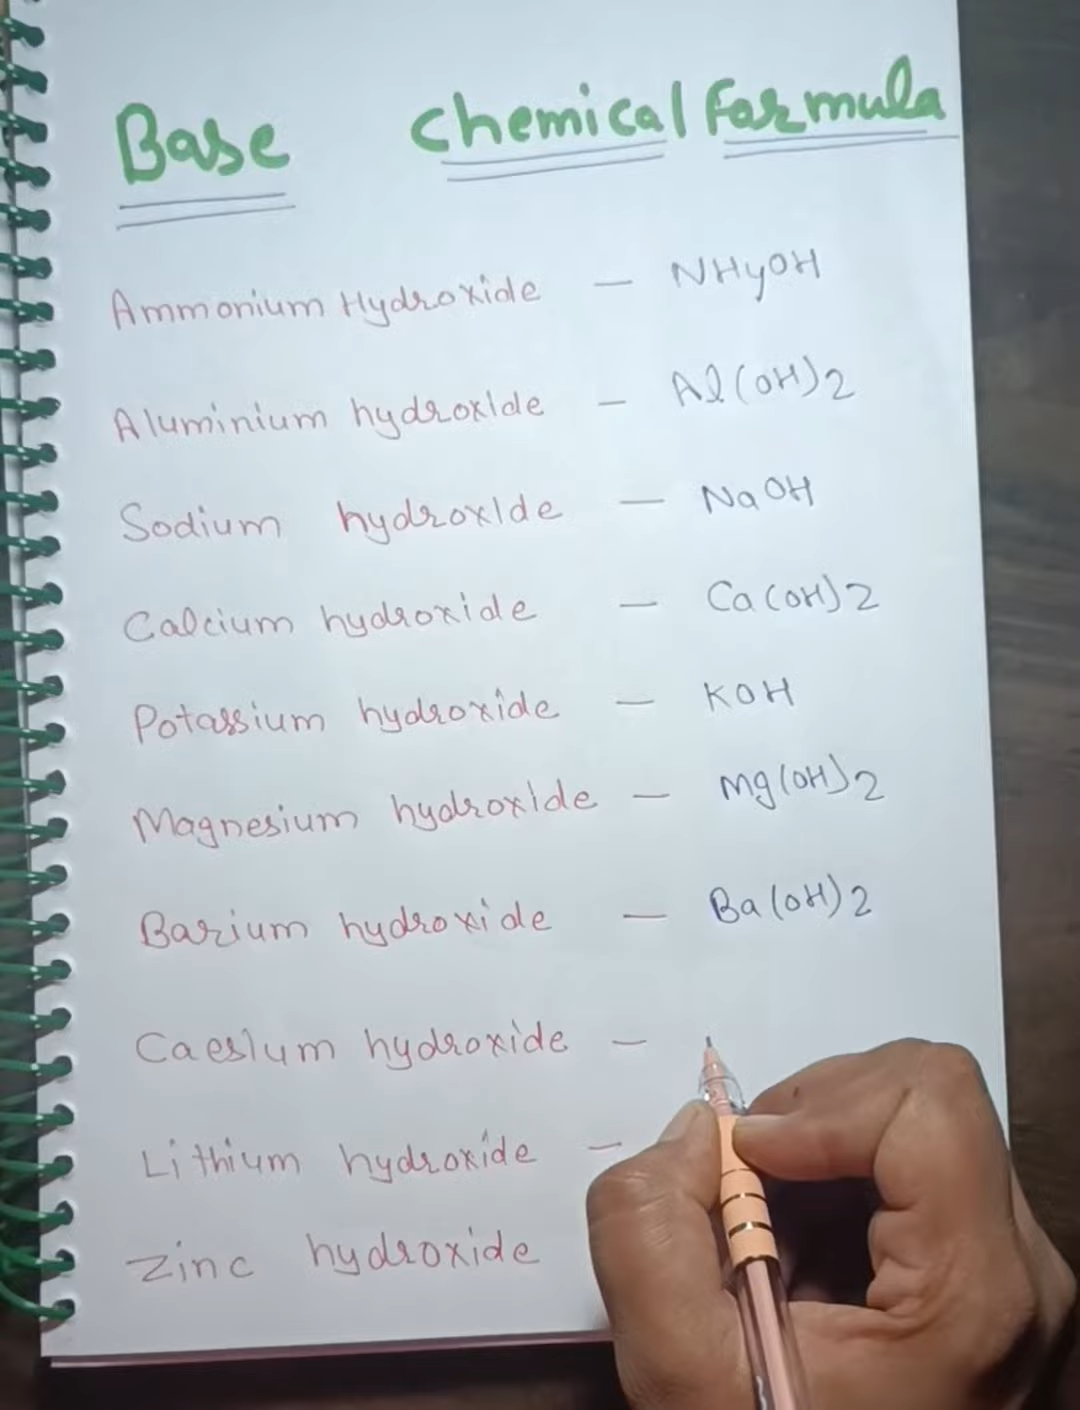 Base Chemical Formula
Ammonium Hydroxide — NH4OH
Aluminium hydroxide — Al(OH)2
Sodium hydroxide — NaOH
Calcium hydroxide — Ca(OH)2
Potassium hydroxide — KOH
Magnesium hydroxide — Mg(OH)2
Barium hydroxide — Ba(OH)2
Caesium hydroxide —
Lithium hydroxide —
Zinc hydroxide